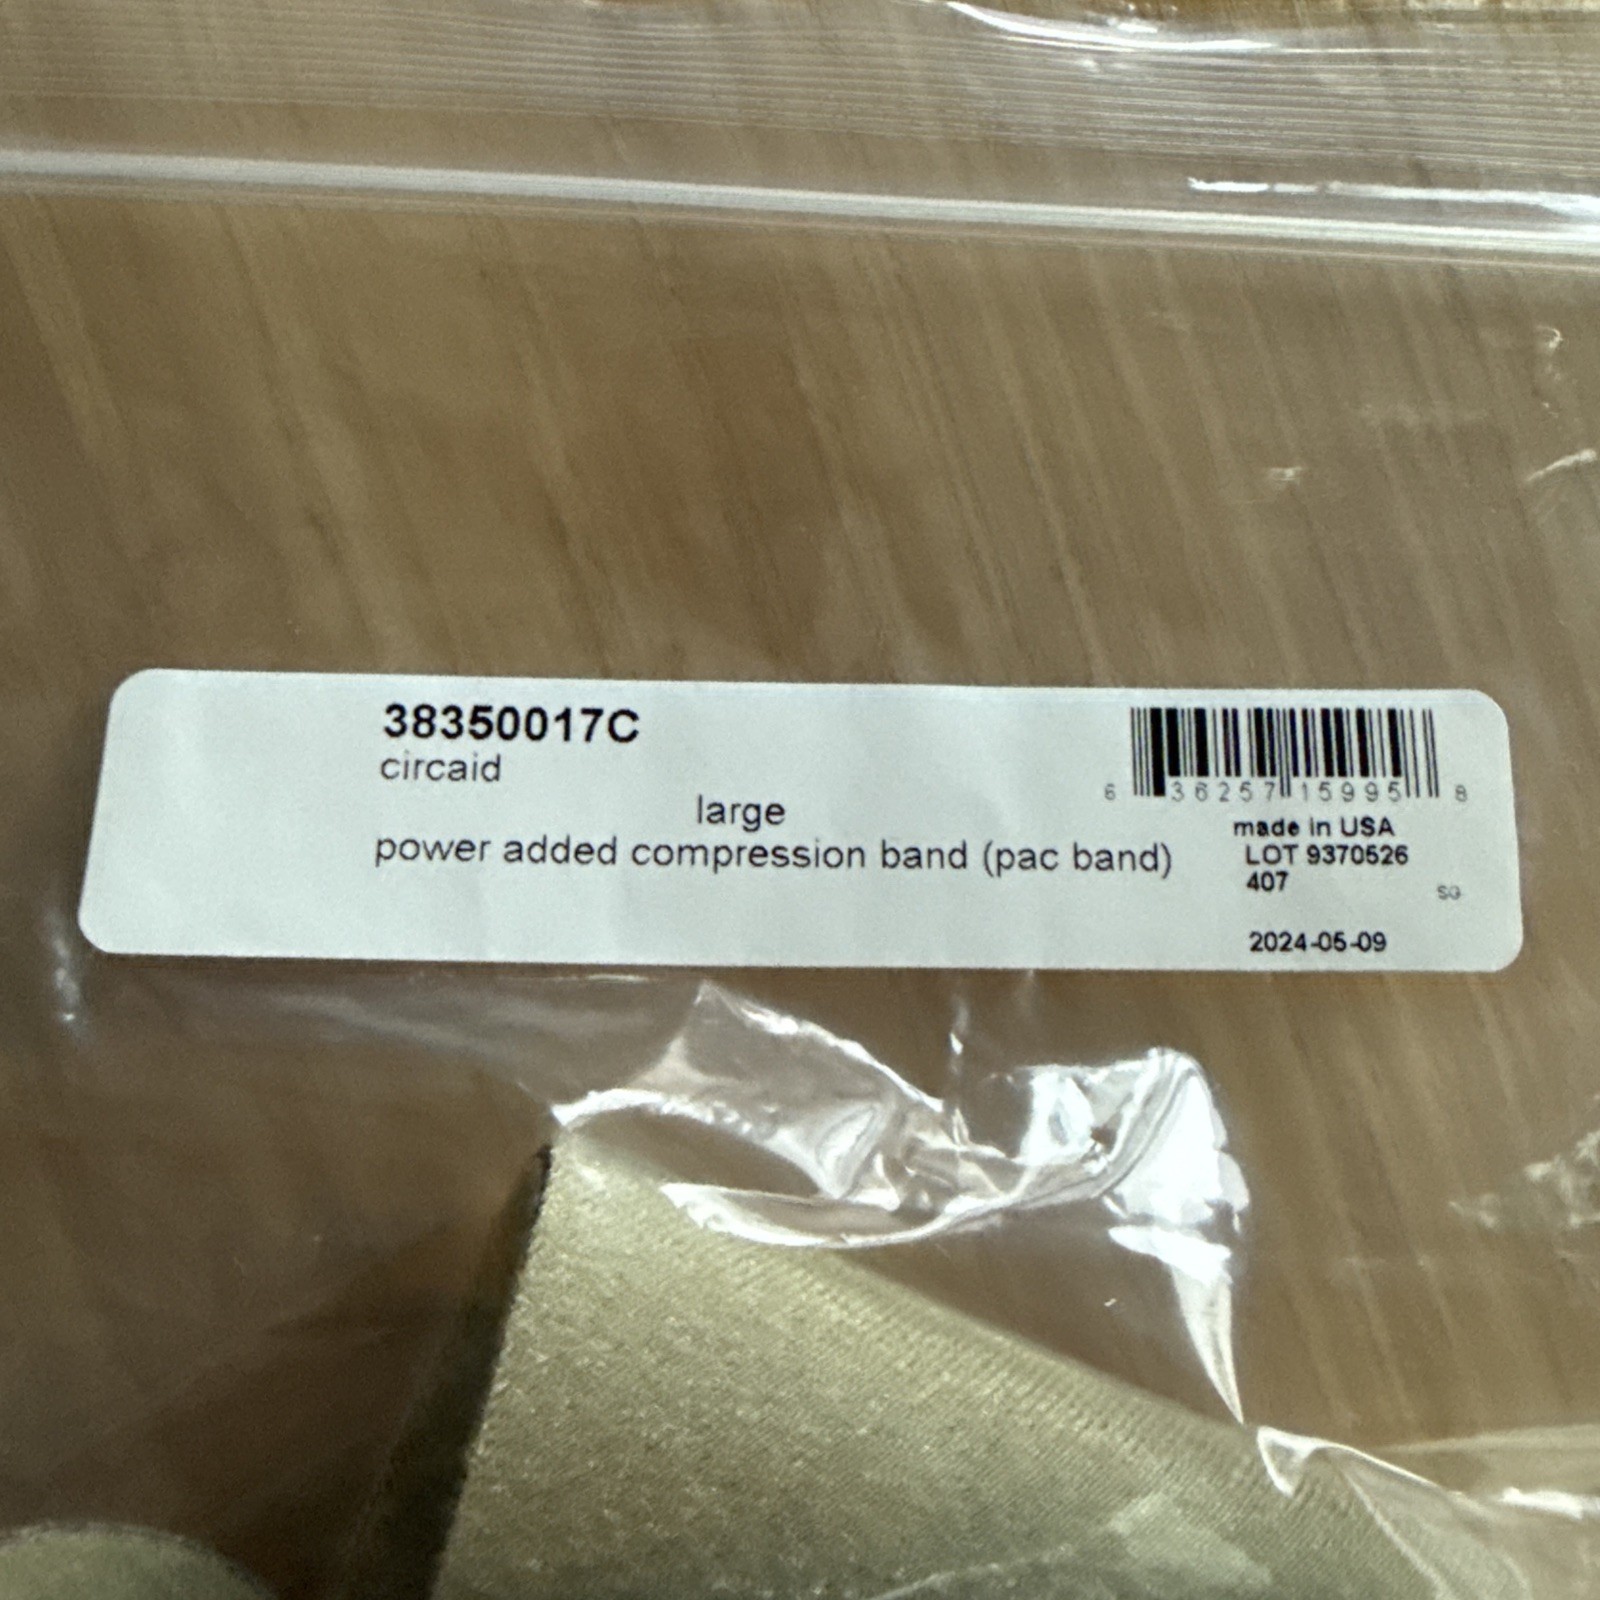 38350017C
circaid
large
power added compression band (pac band)
6 36257 15995 8
made in USA
LOT 9370526
407
SG
2024-05-09